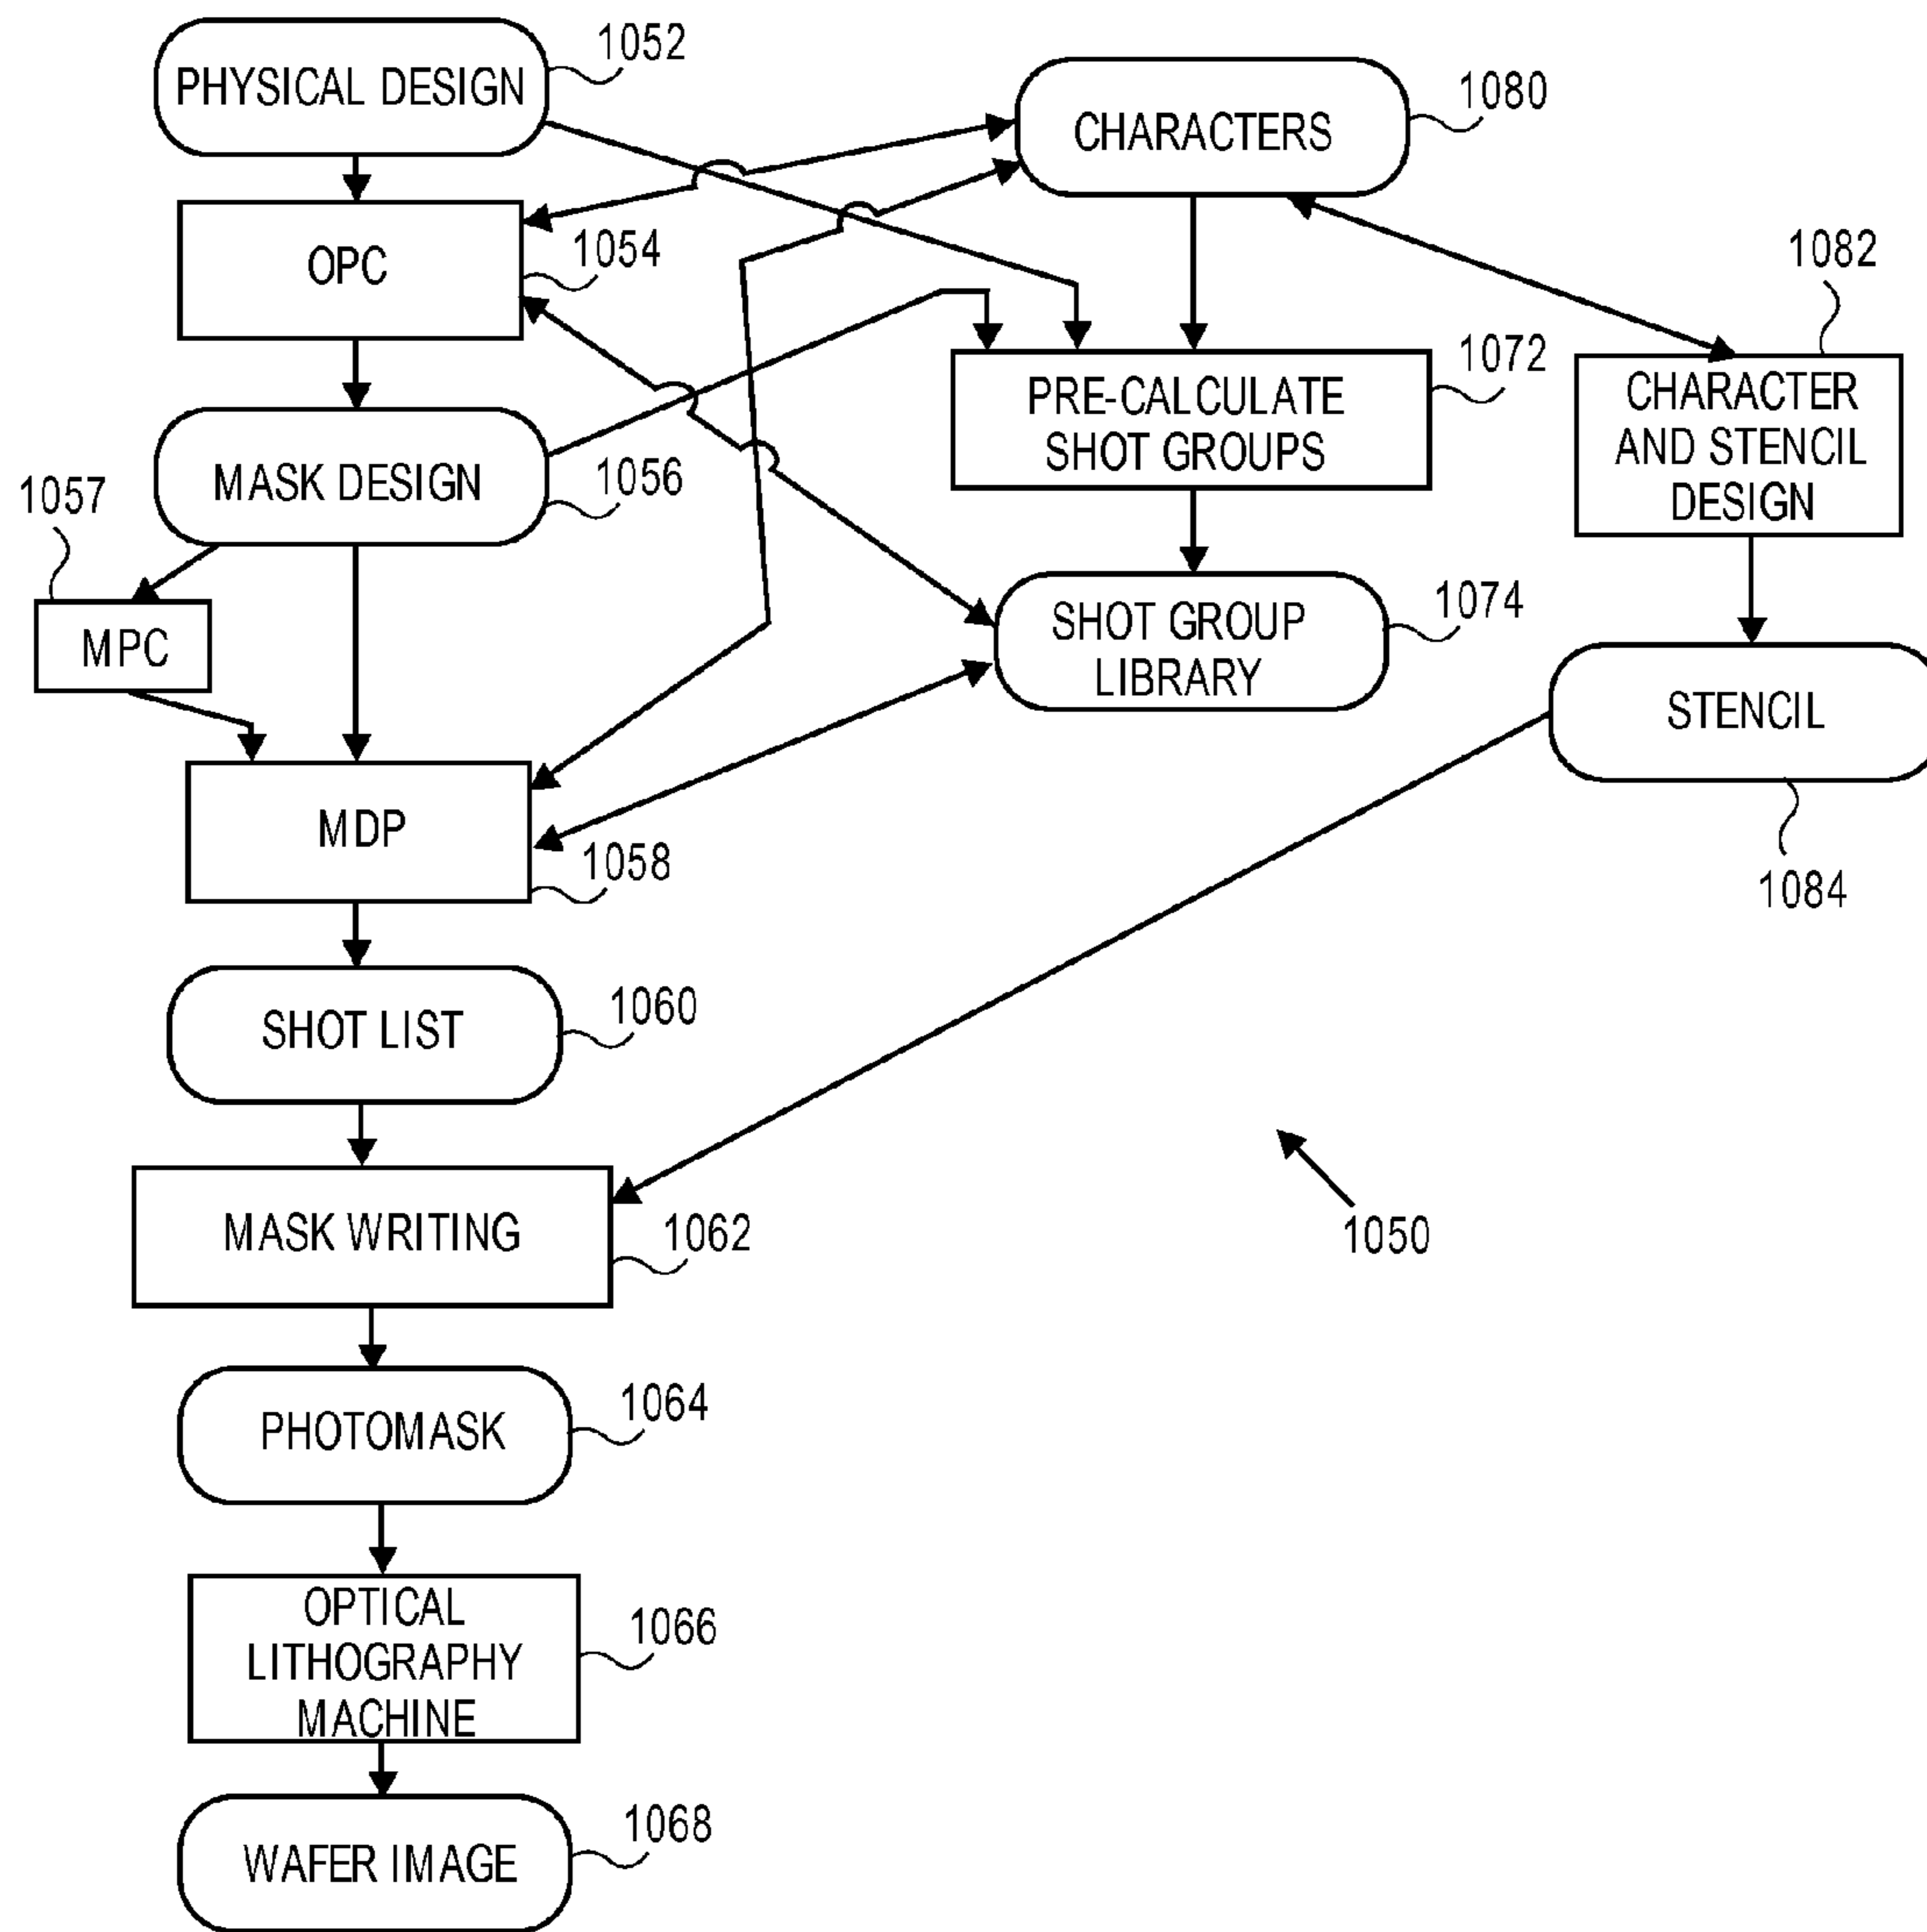 1052
PHYSICAL DESIGN
1080
CHARACTERS
OPC
1054
1082
1072
PRE-CALCULATE
SHOT GROUPS
CHARACTER
AND STENCIL
DESIGN
MASK DESIGN
1056
1057
MPC
1074
SHOT GROUP
LIBRARY
STENCIL
MDP
1058
1084
SHOT LIST
1060
MASK WRITING
1062
1050
PHOTOMASK
1064
OPTICAL
LITHOGRAPHY
MACHINE
1066
WAFER IMAGE
1068